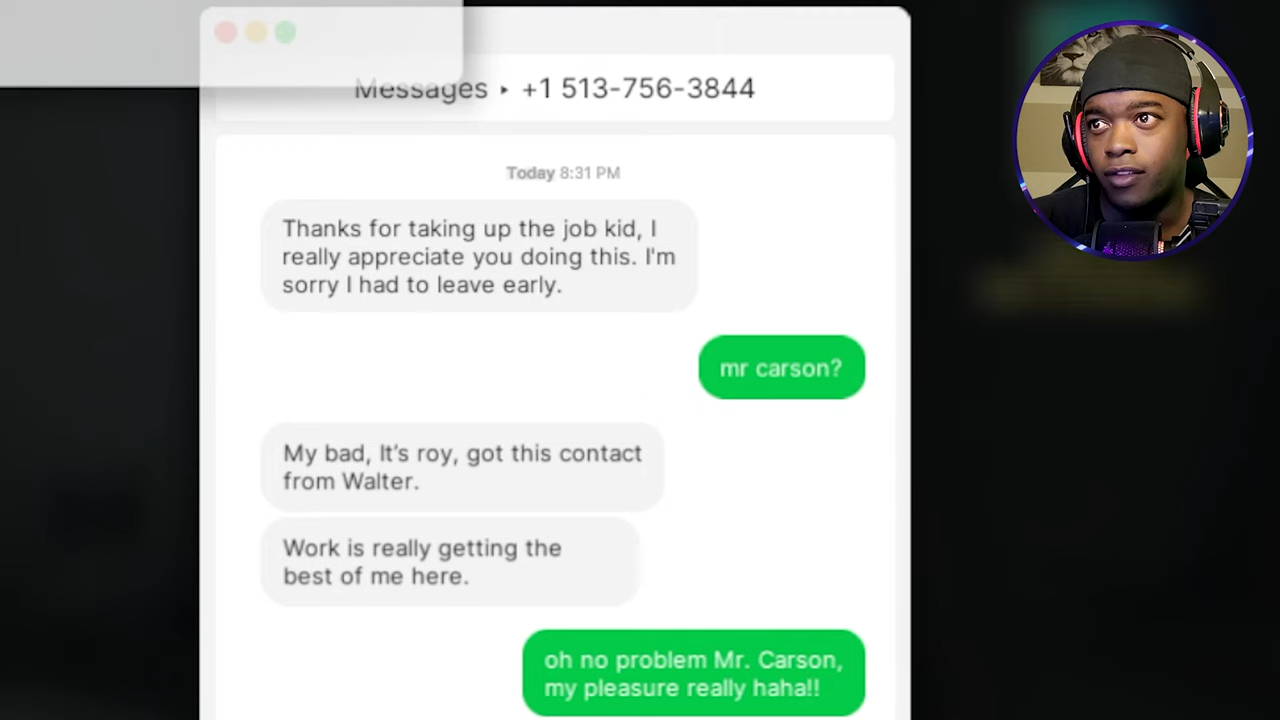 Messages ▸ +1 513-756-3844
Today 8:31 PM
Thanks for taking up the job kid, I
really appreciate you doing this. I'm
sorry I had to leave early.
mr carson?
My bad, It’s roy, got this contact
from Walter.
Work is really getting the
best of me here.
oh no problem Mr. Carson,
my pleasure really haha!!